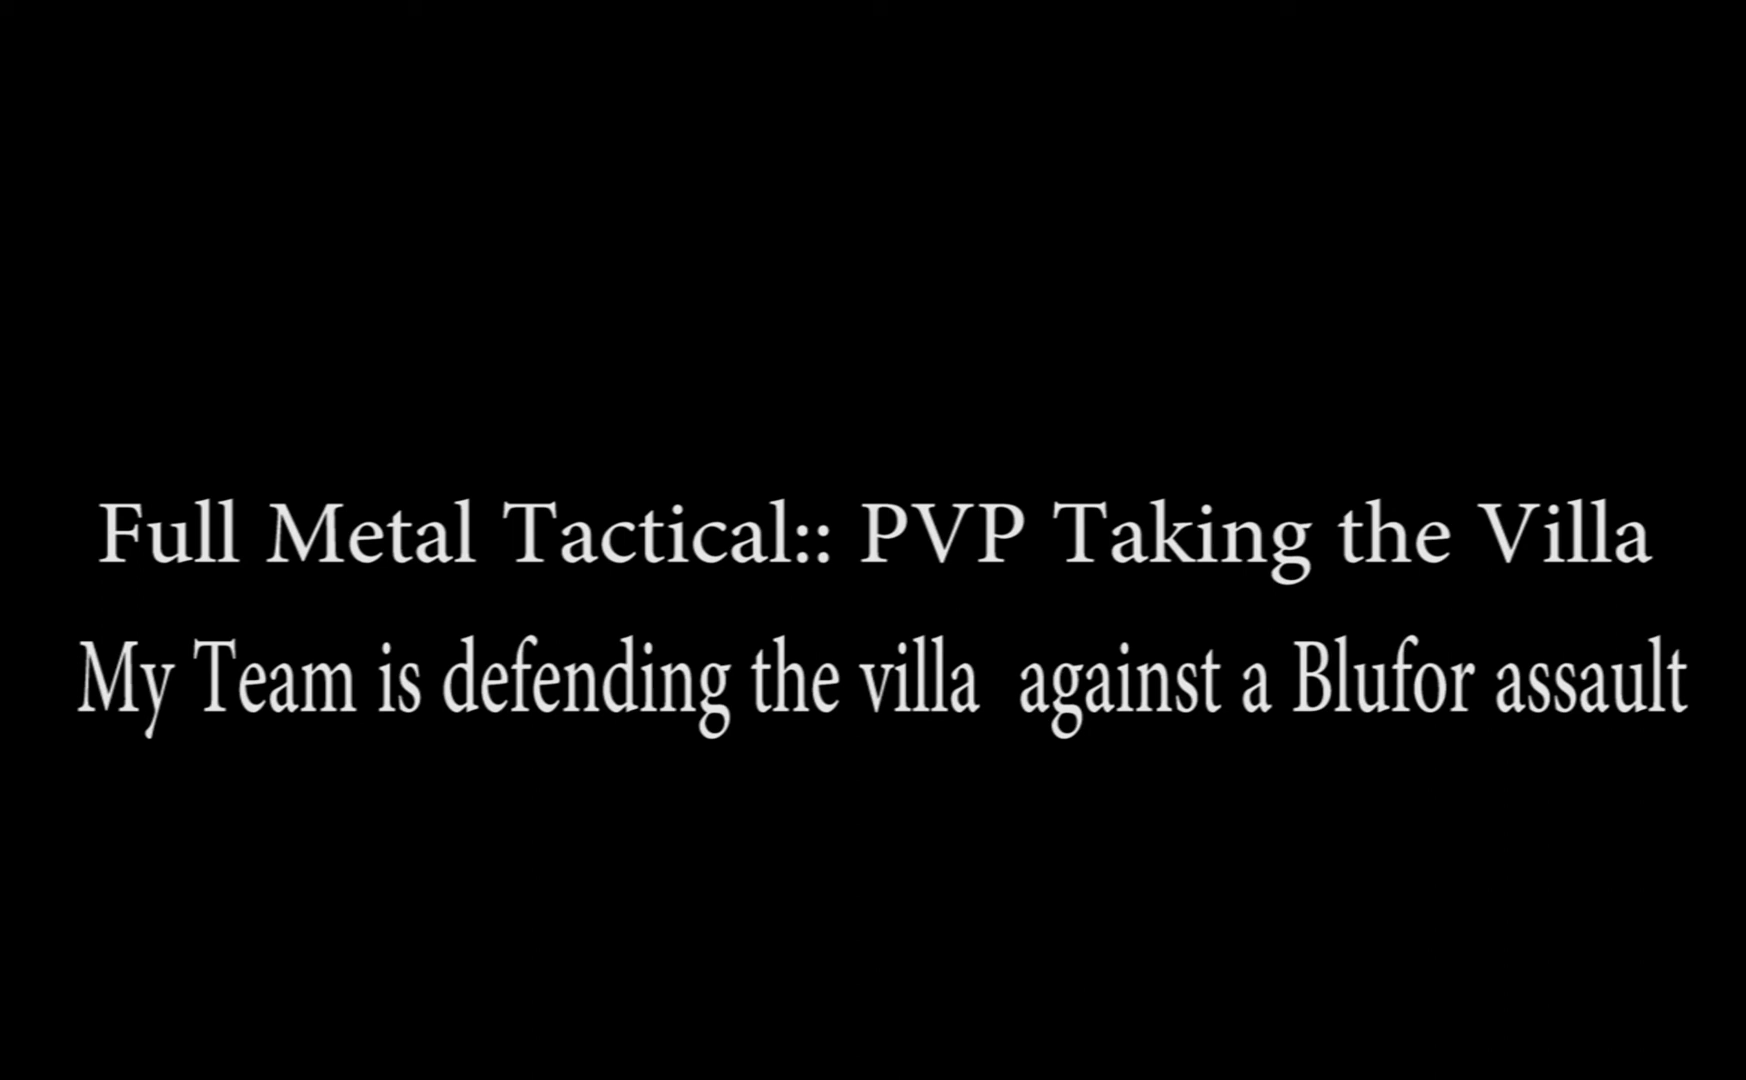 Full Metal Tactical:: PVP Taking the Villa
My Team is defending the villa  against a Blufor assault